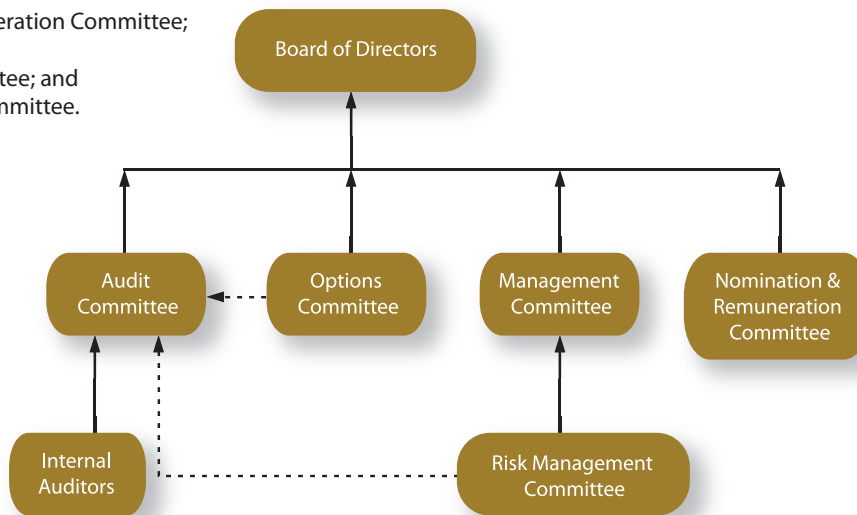 eration Committee;
tee; and
mmittee.
Board of Directors
Audit
Committee
Options
Committee
Management
Committee
Nomination &
Remuneration
Committee
Internal
Auditors
Risk Management
Committee